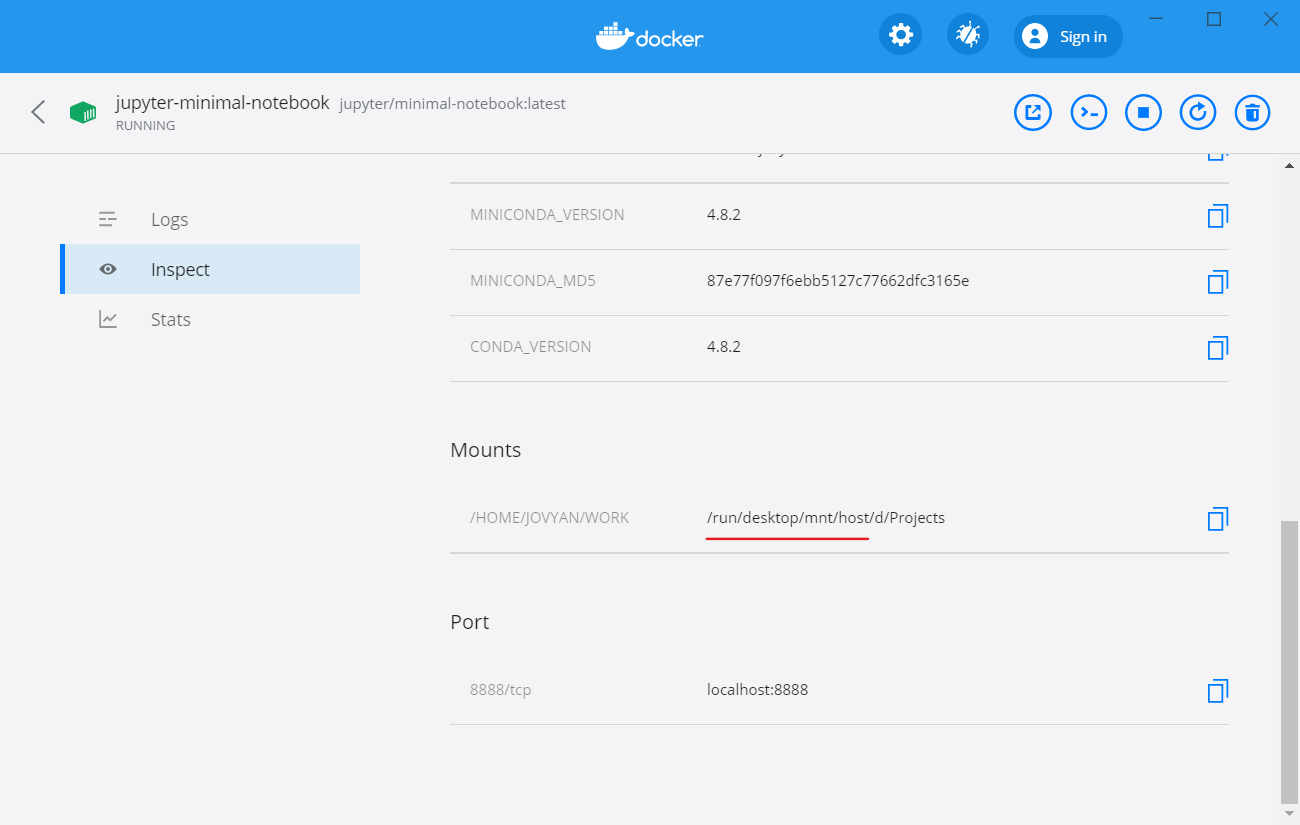 docker
Sign in
jupyter-minimal-notebook jupyter/minimal-notebook:latest
RUNNING
Logs
Inspect
Stats
MINICONDA_VERSION 4.8.2
MINICONDA_MD5 87e77f097f6ebb5127c77662dfc3165e
CONDA_VERSION 4.8.2
Mounts
/HOME/JOVYAN/WORK /run/desktop/mnt/host/d/Projects
Port
8888/tcp localhost:8888